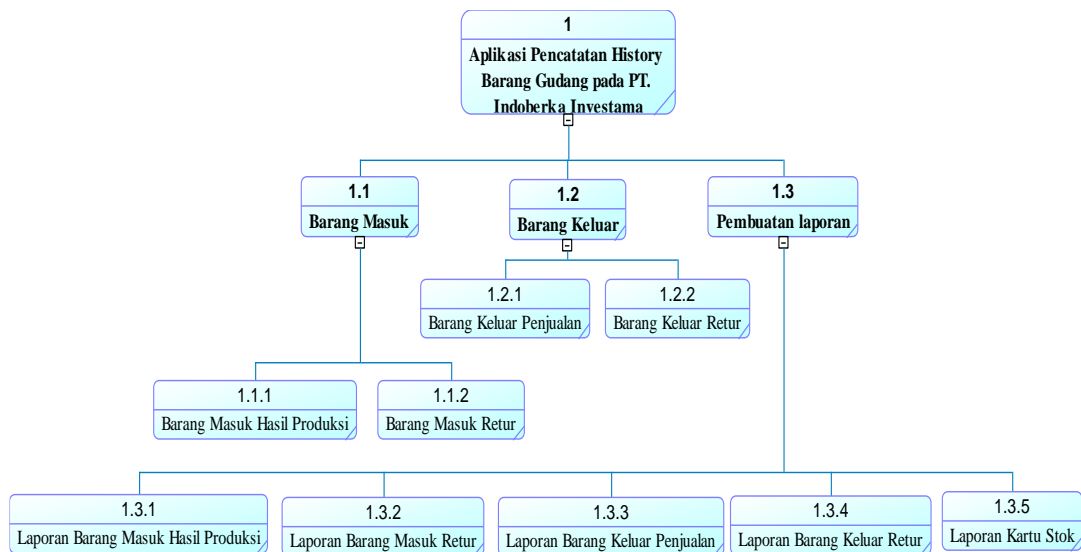 1
Aplikasi Pencatatan History
Barang Gudang pada PT.
Indoberka Investama
1.1
Barang Masuk
1.2
Barang Keluar
1.3
Pembuatan laporan
1.2.1
Barang Keluar Penjualan
1.2.2
Barang Keluar Retur
1.1.1
Barang Masuk Hasil Produksi
1.1.2
Barang Masuk Retur
1.3.1
Laporan Barang Masuk Hasil Produksi
1.3.2
Laporan Barang Masuk Retur
1.3.3
Laporan Barang Keluar Penjualan
1.3.4
Laporan Barang Keluar Retur
1.3.5
Laporan Kartu Stok